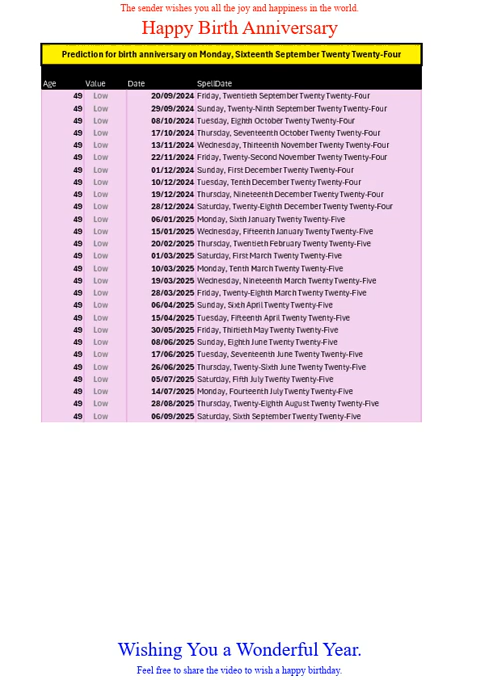 The sender wishes you all the joy and happiness in the world.
Happy Birth Anniversary
Prediction for birth anniversary on Monday, Sixteenth September Twenty Twenty-Four
Age Value Date SpellDate
49 Low 20/09/2024 Friday, Twentieth September Twenty Twenty-Four
49 Low 29/09/2024 Sunday, Twenty-Ninth September Twenty Twenty-Four
49 Low 08/10/2024 Tuesday, Eighth October Twenty Twenty-Four
49 Low 17/10/2024 Thursday, Seventeenth October Twenty Twenty-Four
49 Low 13/11/2024 Wednesday, Thirteenth November Twenty Twenty-Four
49 Low 22/11/2024 Friday, Twenty-Second November Twenty Twenty-Four
49 Low 01/12/2024 Sunday, First December Twenty Twenty-Four
49 Low 10/12/2024 Tuesday, Tenth December Twenty Twenty-Four
49 Low 19/12/2024 Thursday, Nineteenth December Twenty Twenty-Four
49 Low 28/12/2024 Saturday, Twenty-Eighth December Twenty Twenty-Four
49 Low 06/01/2025 Monday, Sixth January Twenty Twenty-Five
49 Low 15/01/2025 Wednesday, Fifteenth January Twenty Twenty-Five
49 Low 20/02/2025 Thursday, Twentieth February Twenty Twenty-Five
49 Low 01/03/2025 Saturday, First March Twenty Twenty-Five
49 Low 10/03/2025 Monday, Tenth March Twenty Twenty-Five
49 Low 19/03/2025 Wednesday, Nineteenth March Twenty Twenty-Five
49 Low 28/03/2025 Friday, Twenty-Eighth March Twenty Twenty-Five
49 Low 06/04/2025 Sunday, Sixth April Twenty Twenty-Five
49 Low 15/04/2025 Tuesday, Fifteenth April Twenty Twenty-Five
49 Low 30/05/2025 Friday, Thirtieth May Twenty Twenty-Five
49 Low 08/06/2025 Sunday, Eighth June Twenty Twenty-Five
49 Low 17/06/2025 Tuesday, Seventeenth June Twenty Twenty-Five
49 Low 26/06/2025 Thursday, Twenty-Sixth June Twenty Twenty-Five
49 Low 05/07/2025 Saturday, Fifth July Twenty Twenty-Five
49 Low 14/07/2025 Monday, Fourteenth July Twenty Twenty-Five
49 Low 28/08/2025 Thursday, Twenty-Eighth August Twenty Twenty-Five
49 Low 06/09/2025 Saturday, Sixth September Twenty Twenty-Five
Wishing You a Wonderful Year.
Feel free to share the video to wish a happy birthday.